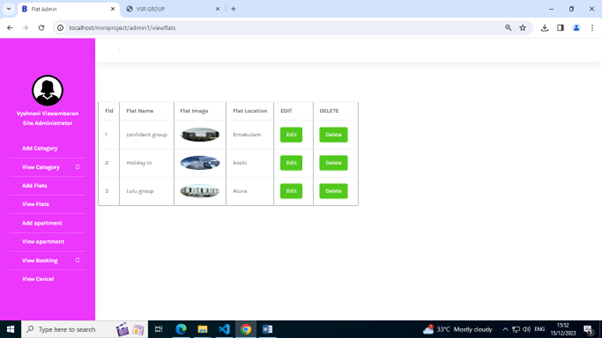 Flat Admin
VSR GROUP
localhost/miniproject/admin1/viewflats
Vyshnavi Viswambaran
Site Administrator
Add Category
View Category
Add Flats
View Flats
Add apartment
View apartment
View Booking
View Cancel
FId Flat Name Flat Image Flat Location EDIT DELETE
1 confident group Ernakulam Edit Delete
2 Holiday In kochi Edit Delete
3 Lulu group Aluva Edit Delete
Type here to search
33°C Mostly cloudy
ENG
15:52
15/12/2023